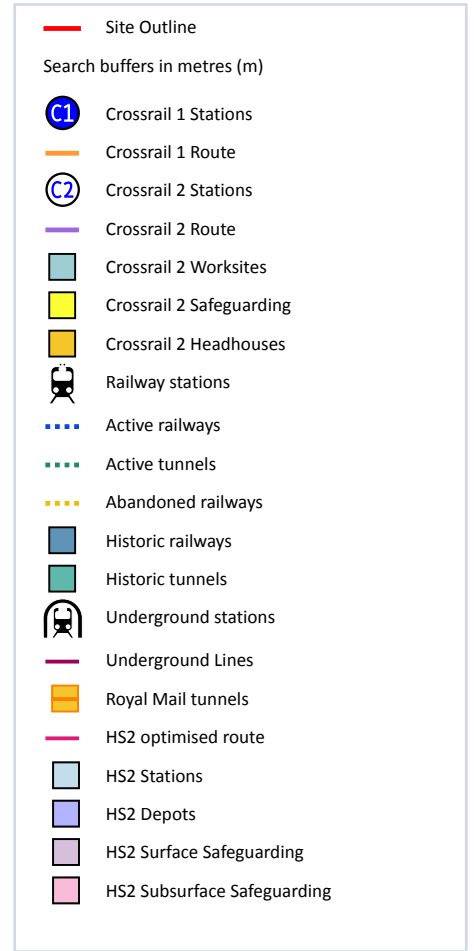 Site Outline
Search buffers in metres (m)
C1 Crossrail 1 Stations
Crossrail 1 Route
C2 Crossrail 2 Stations
Crossrail 2 Route
Crossrail 2 Worksites
Crossrail 2 Safeguarding
Crossrail 2 Headhouses
Railway stations
Active railways
Active tunnels
Abandoned railways
Historic railways
Historic tunnels
Underground stations
Underground Lines
Royal Mail tunnels
HS2 optimised route
HS2 Stations
HS2 Depots
HS2 Surface Safeguarding
HS2 Subsurface Safeguarding